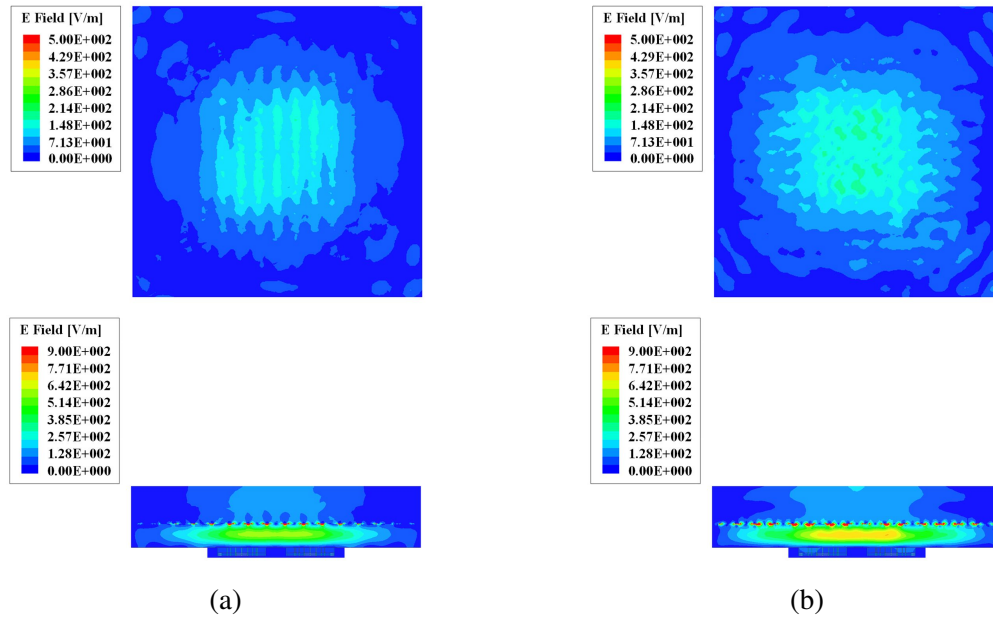 E Field [V/m]
5.00E+002
4.29E+002
3.57E+002
2.86E+002
2.14E+002
1.48E+002
7.13E+001
0.00E+000
E Field [V/m]
5.00E+002
4.29E+002
3.57E+002
2.86E+002
2.14E+002
1.48E+002
7.13E+001
0.00E+000
E Field [V/m]
9.00E+002
7.71E+002
6.42E+002
5.14E+002
3.85E+002
2.57E+002
1.28E+002
0.00E+000
E Field [V/m]
9.00E+002
7.71E+002
6.42E+002
5.14E+002
3.85E+002
2.57E+002
1.28E+002
0.00E+000
(a)
(b)